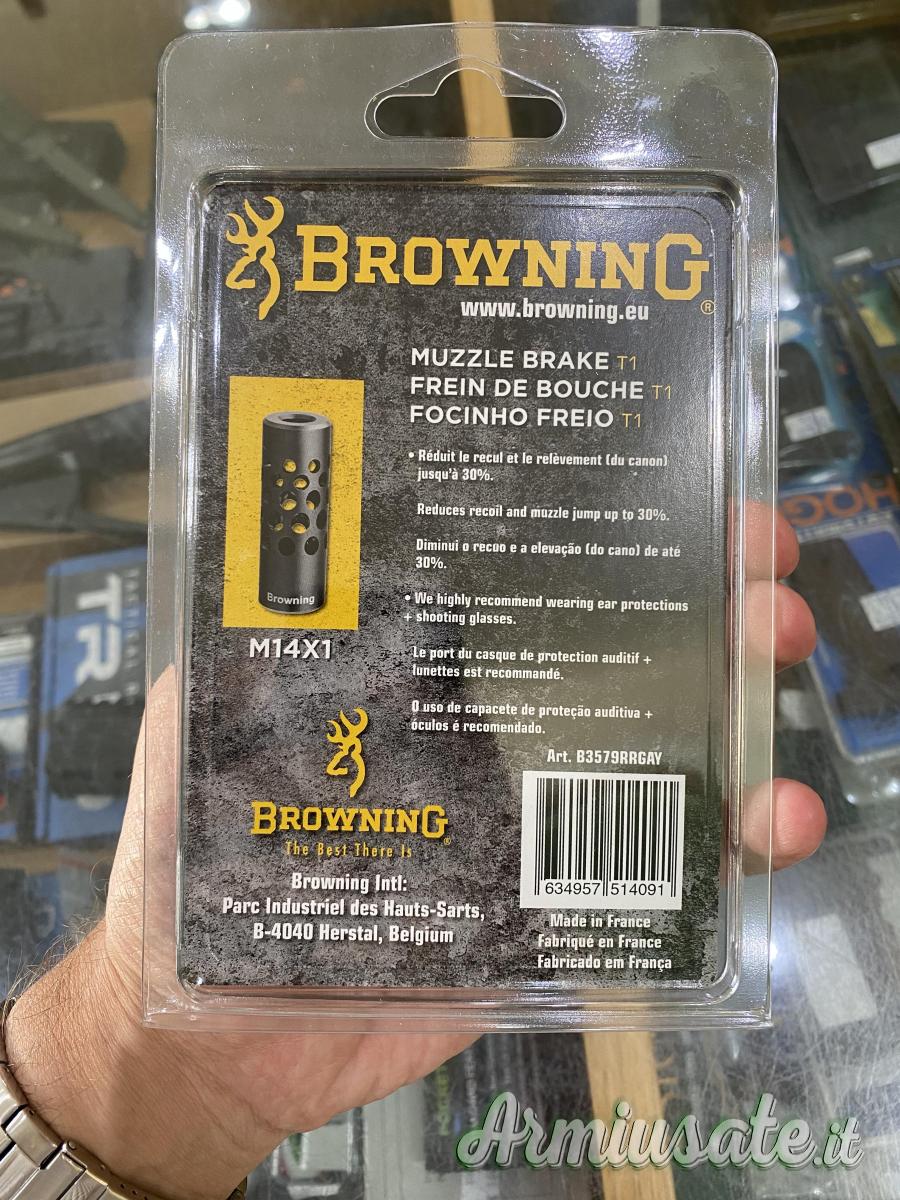 BROWNING®
www.browning.eu
MUZZLE BRAKE T1
FREIN DE BOUCHE T1
FOCINHO FREIO T1
• Réduit le recul et le relèvement (du canon)
jusqu'à 30%.
Reduces recoil and muzzle jump up to 30%.
Diminui o recuo e a elevação (do cano) de até
30%.
• We highly recommend wearing ear protections
+ shooting glasses.
Le port du casque de protection auditif +
lunettes est recommandé.
O uso de capacete de proteção auditiva +
óculos é recomendado.
Browning
M14X1
Art. B3579RRGAY
634957 514091
Made in France
Fabriqué en France
Fabricado em França
BROWNING®
The Best There Is
Browning Intl:
Parc Industriel des Hauts-Sarts,
B-4040 Herstal, Belgium
TR
HOG
Armiusate.it